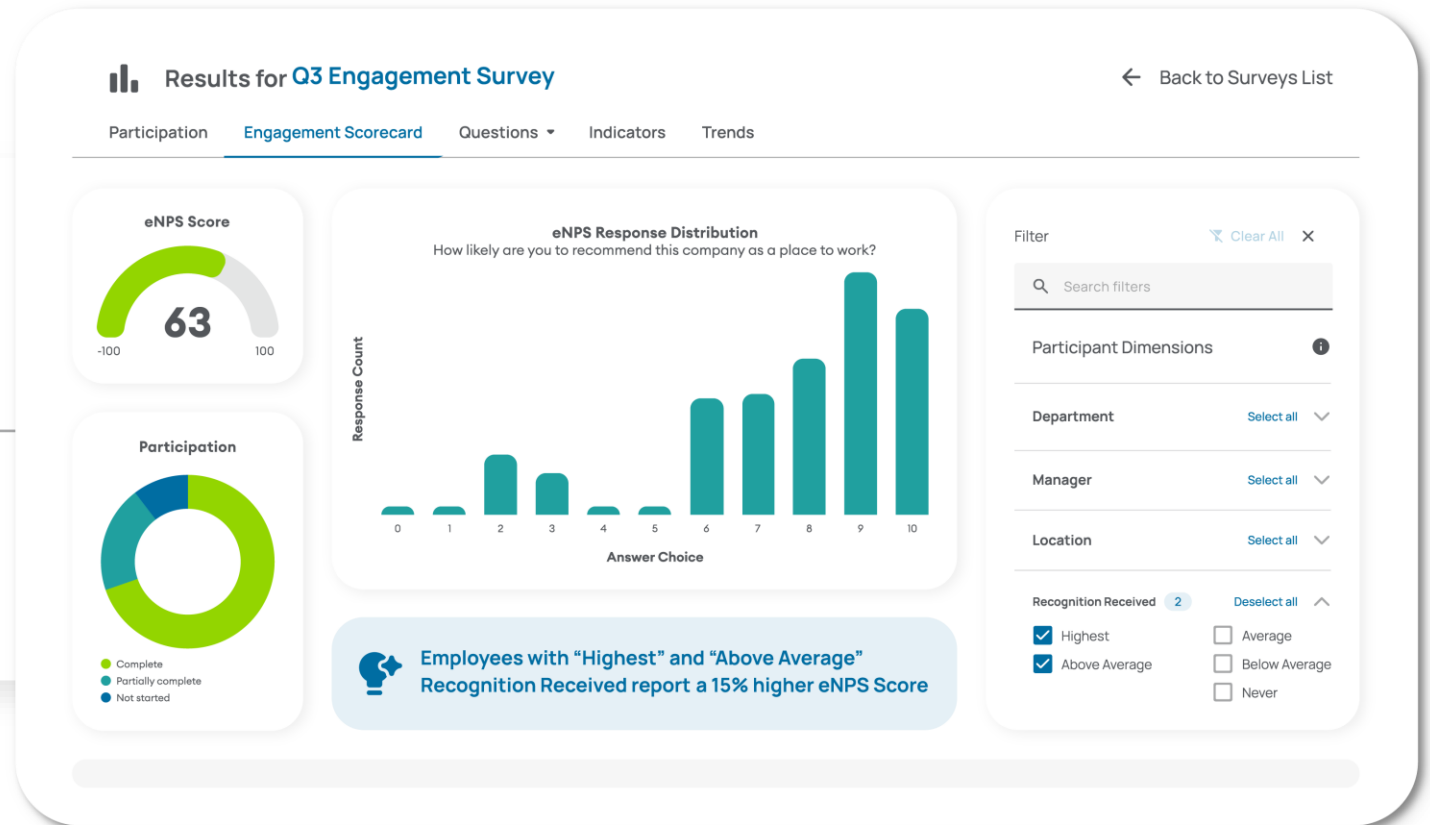 Results for Q3 Engagement Survey
Back to Surveys List
Participation
Engagement Scorecard
Questions
Indicators
Trends
eNPS Score
63
-100
100
Participation
Complete
Partially complete
Not started
eNPS Response Distribution
How likely are you to recommend this company as a place to work?
Response Count
0 1 2 3 4 5 6 7 8 9 10
Answer Choice
Employees with “Highest” and “Above Average”
Recognition Received report a 15% higher eNPS Score
Filter
Clear All
Search filters
Participant Dimensions
Department
Select all
Manager
Select all
Location
Select all
Recognition Received 2
Deselect all
Highest
Average
Above Average
Below Average
Never